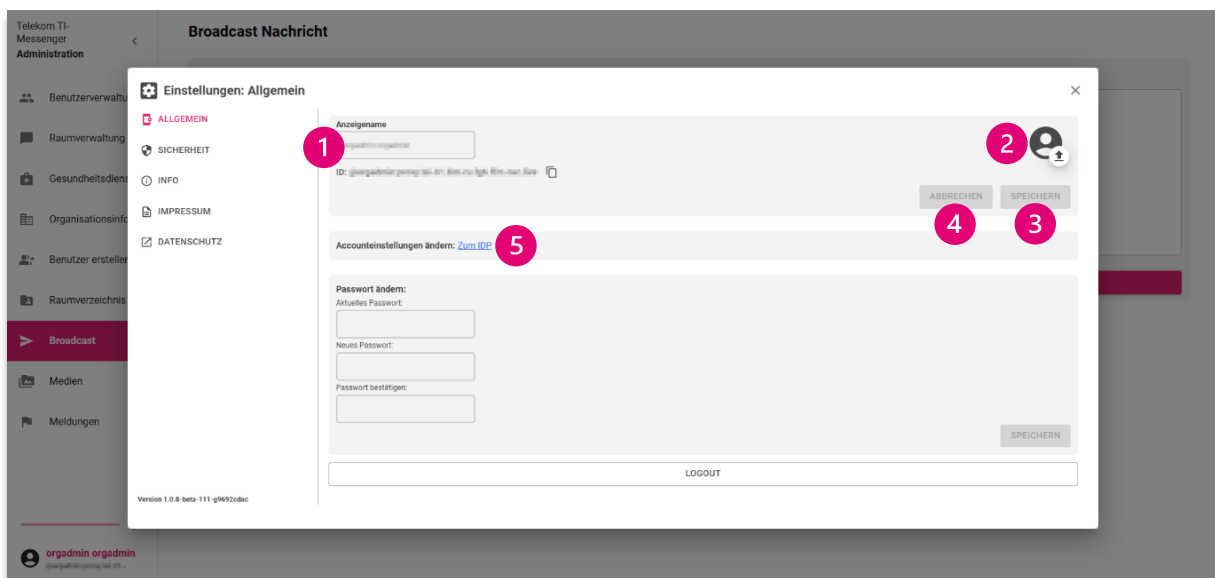 Telekom TI-
Messenger
Administration
Broadcast Nachricht
Benutzerverwaltu
Raumverwaltung
Gesundheitsdiens
Organisationsinfo
Benutzer ersteller
Raumverzeichnis
Broadcast
Medien
Meldungen
orgadmin orgadmin
Einstellungen: Allgemein
ALLGEMEIN
SICHERHEIT
INFO
IMPRESSUM
DATENSCHUTZ
Version 1.0.8-beta-111-g9692cdac
Anzeigename
1
2
ID:
ABBRECHEN
SPEICHERN
4
3
Accounteinstellungen ändern: Zum IDP
5
Passwort ändern:
Aktuelles Passwort:
Neues Passwort:
Passwort bestätigen:
SPEICHERN
LOGOUT